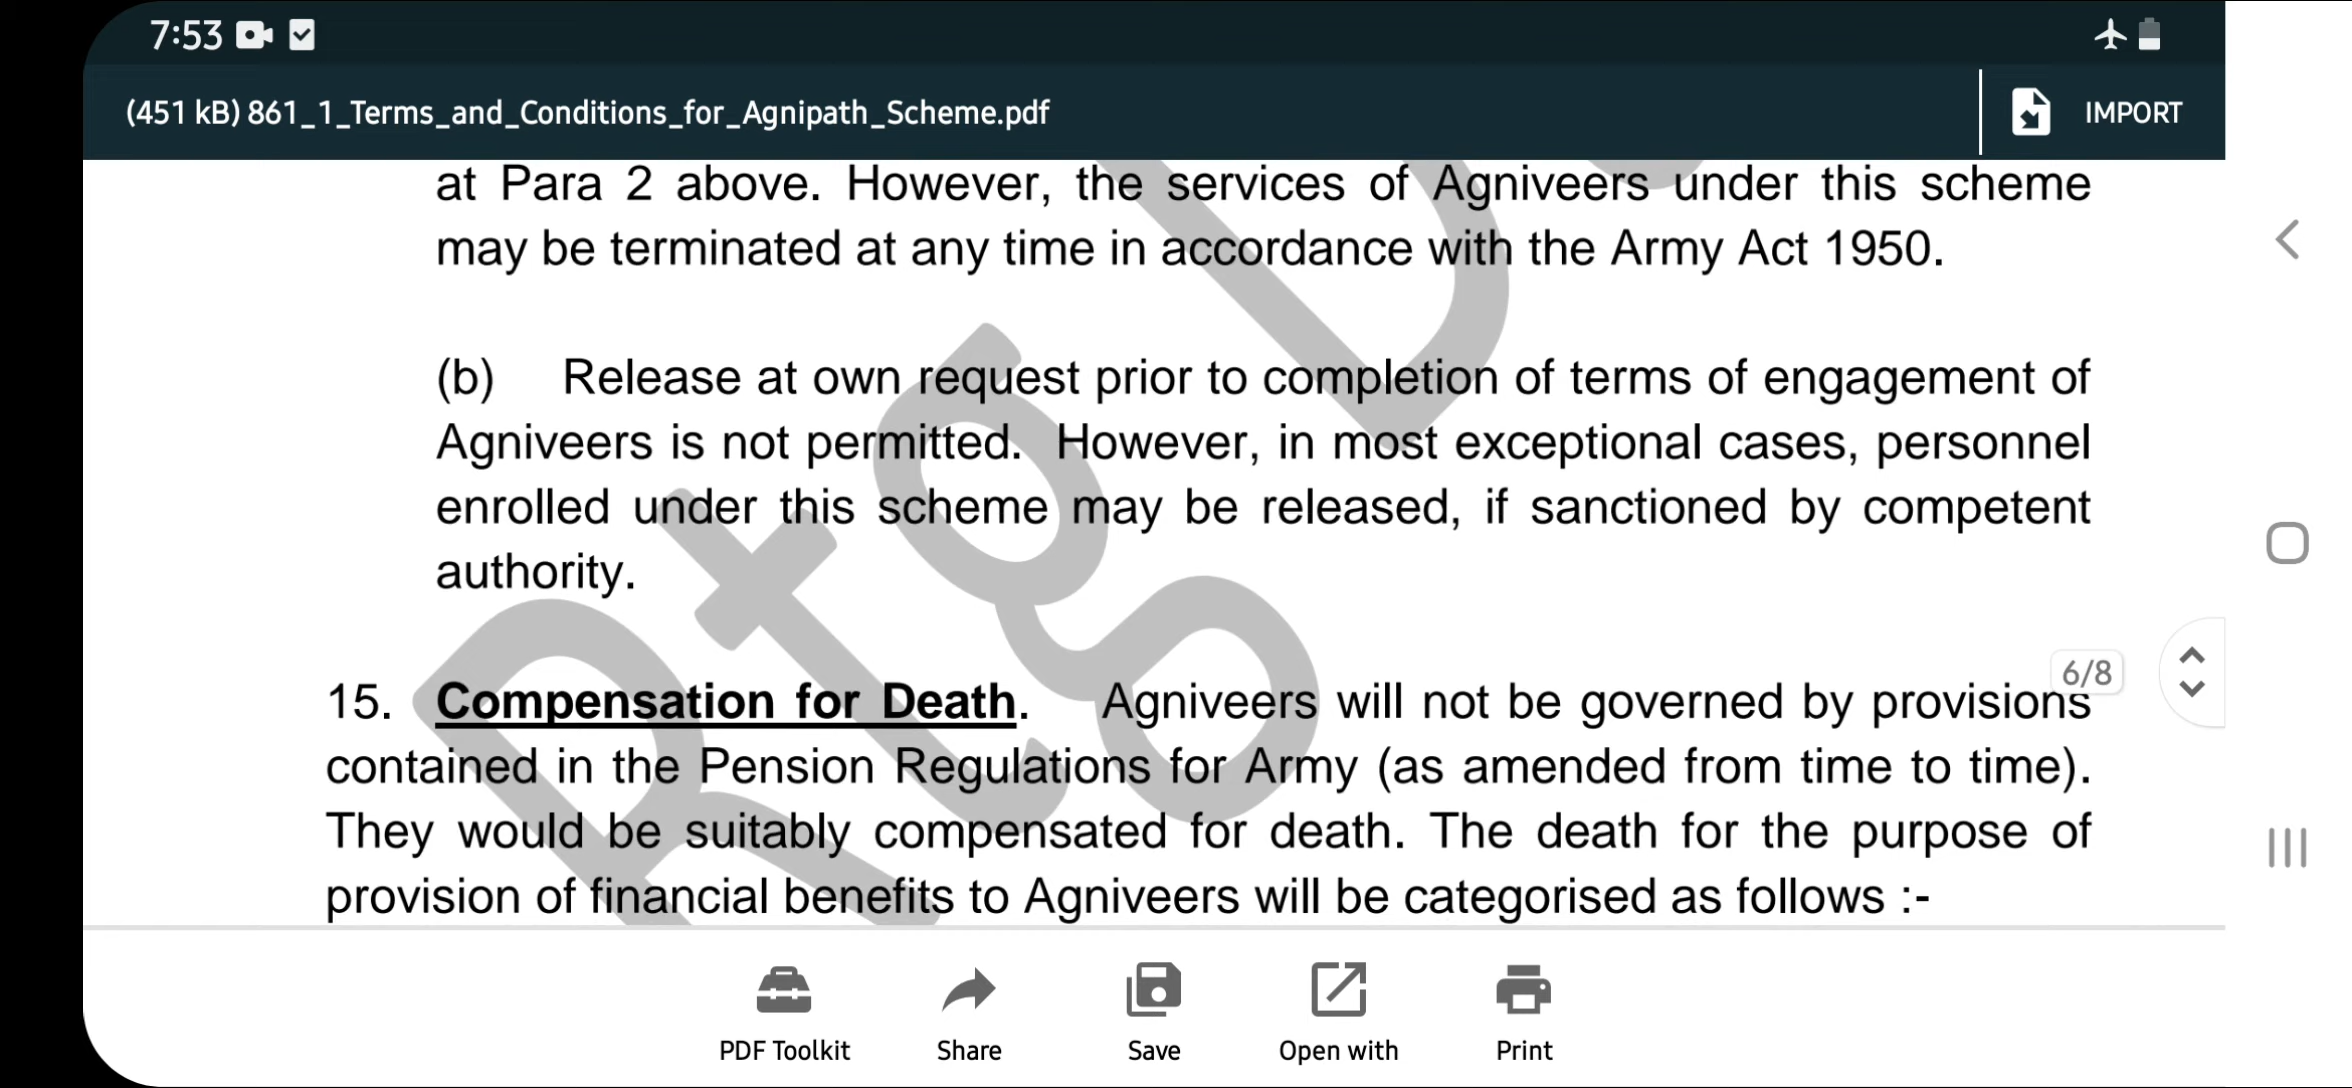 7:53
(451 kB) 861_1_Terms_and_Conditions_for_Agnipath_Scheme.pdf
IMPORT
at Para 2 above. However, the services of Agniveers under this scheme
may be terminated at any time in accordance with the Army Act 1950.
(b) Release at own request prior to completion of terms of engagement of
Agniveers is not permitted. However, in most exceptional cases, personnel
enrolled under this scheme may be released, if sanctioned by competent
authority.
6/8
15. Compensation for Death. Agniveers will not be governed by provisions
contained in the Pension Regulations for Army (as amended from time to time).
They would be suitably compensated for death. The death for the purpose of
provision of financial benefits to Agniveers will be categorised as follows :-
PDF Toolkit
Share
Save
Open with
Print